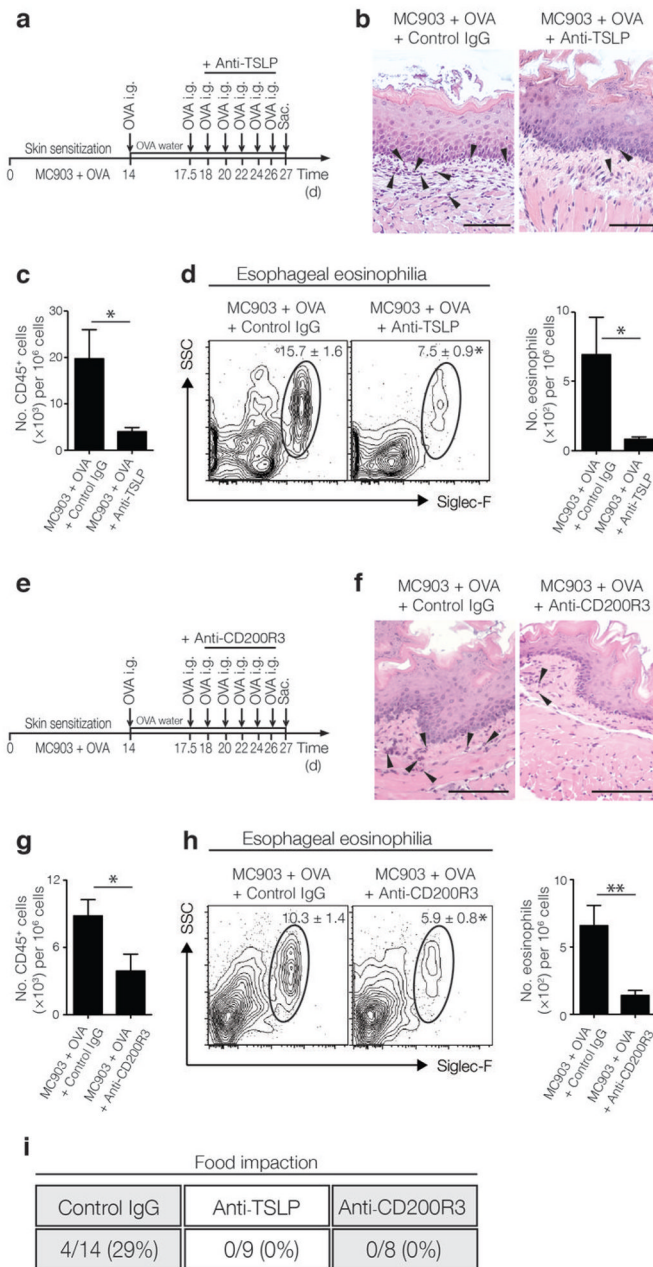 a
+ Anti-TSLP
OVA i.g.
OVA i.g.
OVA i.g.
OVA i.g.
OVA i.g.
OVA i.g.
OVA i.g.
Sac.
Skin sensitization
OVA water
0
MC903 + OVA
14
17.5
18
20
22
24
26
27
Time
(d)
b
MC903 + OVA
+ Control IgG
MC903 + OVA
+ Anti-TSLP
c
No. CD45⁺ cells
(×10³) per 10⁶ cells
30
20
10
0
*
MC903 + OVA
+ Control IgG
MC903 + OVA
+ Anti-TSLP
d
Esophageal eosinophilia
MC903 + OVA
+ Control IgG
MC903 + OVA
+ Anti-TSLP
SSC
15.7 ± 1.6
7.5 ± 0.9*
Siglec-F
No. eosinophils
(×10²) per 10⁶ cells
10
5
0
*
MC903 + OVA
+ Control IgG
MC903 + OVA
+ Anti-TSLP
e
+ Anti-CD200R3
OVA i.g.
OVA i.g.
OVA i.g.
OVA i.g.
OVA i.g.
OVA i.g.
OVA i.g.
Sac.
Skin sensitization
OVA water
0
MC903 + OVA
14
17.5
18
20
22
24
26
27
Time
(d)
f
MC903 + OVA
+ Control IgG
MC903 + OVA
+ Anti-CD200R3
g
No. CD45⁺ cells
(×10³) per 10⁶ cells
12
9
6
3
0
*
MC903 + OVA
+ Control IgG
MC903 + OVA
+ Anti-CD200R3
h
Esophageal eosinophilia
MC903 + OVA
+ Control IgG
MC903 + OVA
+ Anti-CD200R3
SSC
10.3 ± 1.4
5.9 ± 0.8*
Siglec-F
No. eosinophils
(×10²) per 10⁶ cells
10
5
0
**
MC903 + OVA
+ Control IgG
MC903 + OVA
+ Anti-CD200R3
i
Food impaction
Control IgG
Anti-TSLP
Anti-CD200R3
4/14 (29%)
0/9 (0%)
0/8 (0%)